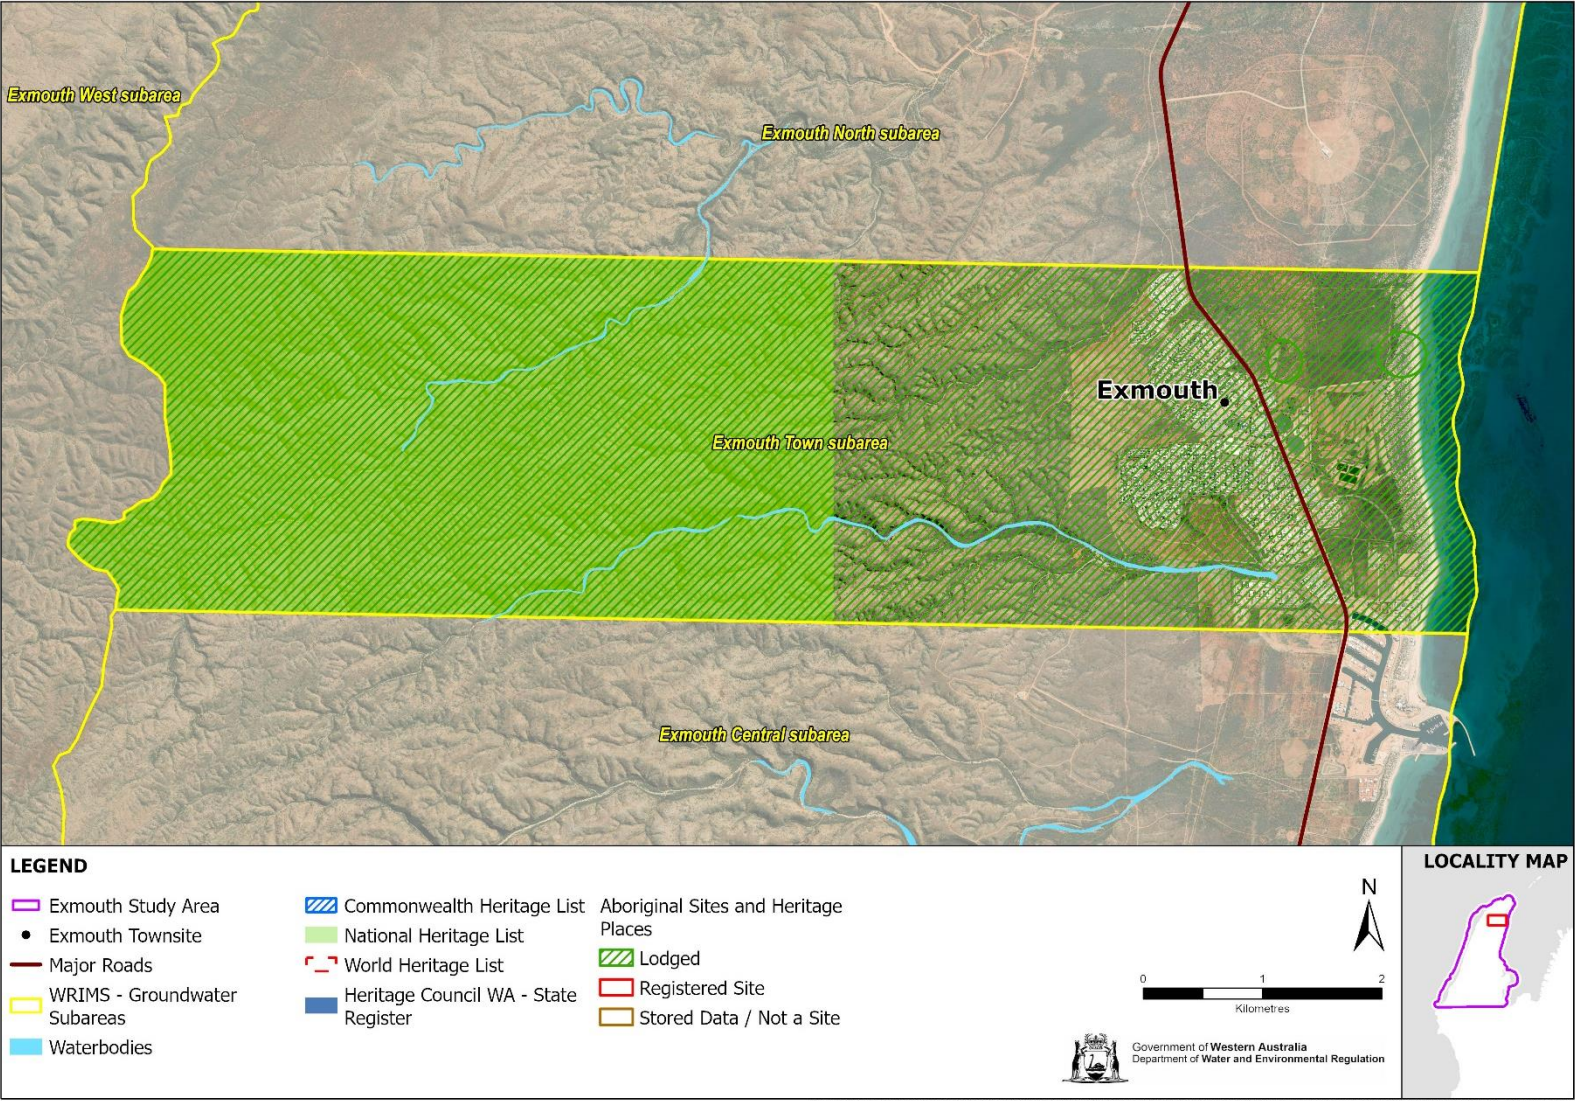 Exmouth West subarea
Exmouth North subarea
Exmouth
Exmouth Town subarea
Exmouth Central subarea
LEGEND
Exmouth Study Area
Exmouth Townsite
Major Roads
WRIMS - Groundwater
Subareas
Waterbodies
Commonwealth Heritage List
National Heritage List
World Heritage List
Heritage Council WA - State
Register
Aboriginal Sites and Heritage
Places
Lodged
Registered Site
Stored Data / Not a Site
N
0 1 2
Kilometres
Government of Western Australia
Department of Water and Environmental Regulation
LOCALITY MAP